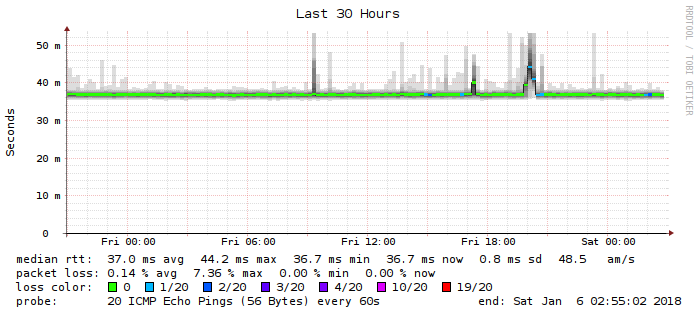 Last 30 Hours
RRDTOOL / TOBI OETIKER
Seconds
50 m
40 m
30 m
20 m
10 m
0
Fri 00:00 Fri 06:00 Fri 12:00 Fri 18:00 Sat 00:00
median rtt: 37.0 ms avg 44.2 ms max 36.7 ms min 36.7 ms now 0.8 ms sd 48.5 am/s
packet loss: 0.14 % avg 7.36 % max 0.00 % min 0.00 % now
loss color: 0 1/20 2/20 3/20 4/20 10/20 19/20
probe: 20 ICMP Echo Pings (56 Bytes) every 60s end: Sat Jan 6 02:55:02 2018